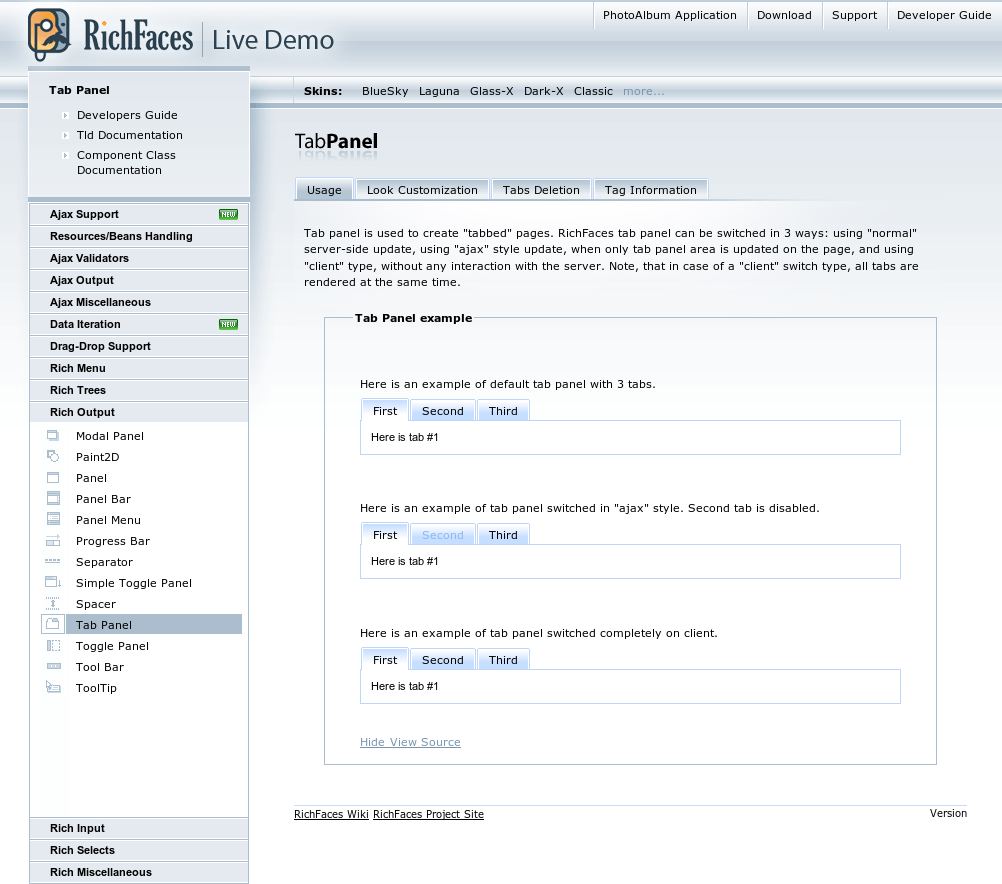 RichFaces Live Demo
PhotoAlbum Application
Download
Support
Developer Guide
Skins: BlueSky Laguna Glass-X Dark-X Classic more...
Tab Panel
Developers Guide
Tld Documentation
Component Class
Documentation
Ajax Support NEW
Resources/Beans Handling
Ajax Validators
Ajax Output
Ajax Miscellaneous
Data Iteration NEW
Drag-Drop Support
Rich Menu
Rich Trees
Rich Output
Modal Panel
Paint2D
Panel
Panel Bar
Panel Menu
Progress Bar
Separator
Simple Toggle Panel
Spacer
Tab Panel
Toggle Panel
Tool Bar
ToolTip
Rich Input
Rich Selects
Rich Miscellaneous
TabPanel
Usage
Look Customization
Tabs Deletion
Tag Information
Tab panel is used to create "tabbed" pages. RichFaces tab panel can be switched in 3 ways: using "normal"
server-side update, using "ajax" style update, when only tab panel area is updated on the page, and using
"client" type, without any interaction with the server. Note, that in case of a "client" switch type, all tabs are
rendered at the same time.
Tab Panel example
Here is an example of default tab panel with 3 tabs.
First Second Third
Here is tab #1
Here is an example of tab panel switched in "ajax" style. Second tab is disabled.
First Second Third
Here is tab #1
Here is an example of tab panel switched completely on client.
First Second Third
Here is tab #1
Hide View Source
RichFaces Wiki RichFaces Project Site
Version